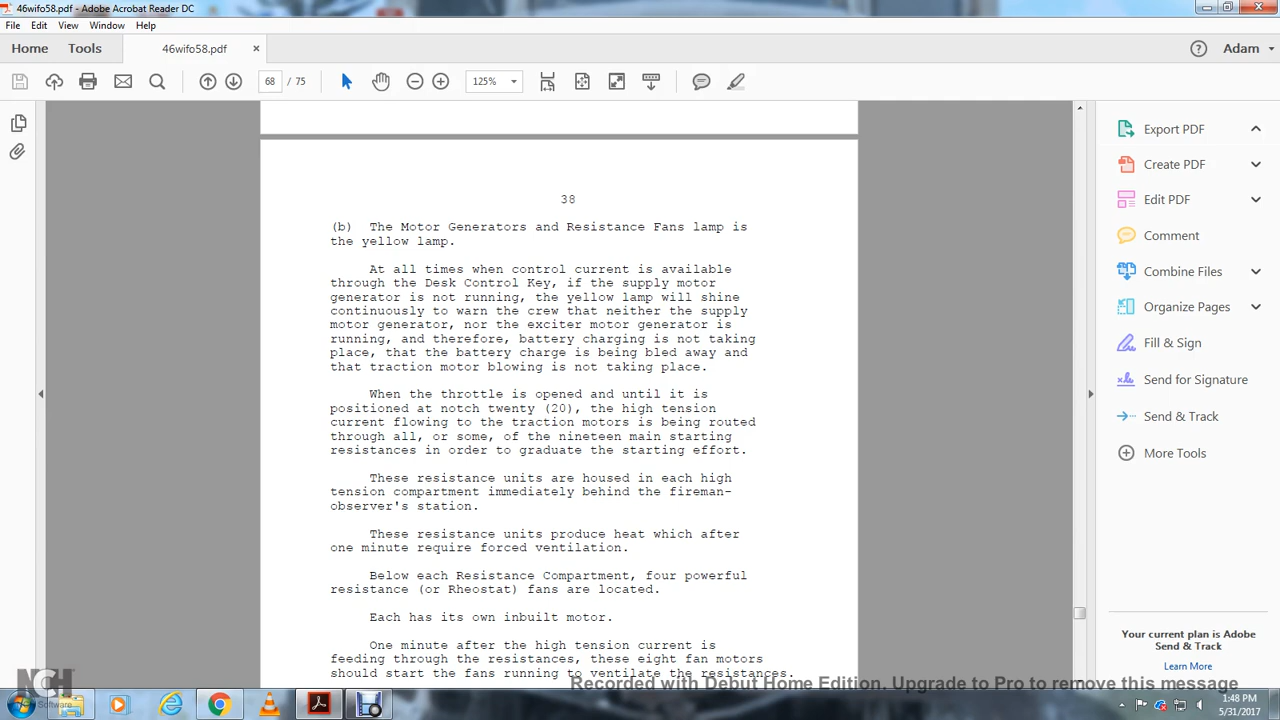 46wifo58.pdf - Adobe Acrobat Reader DC
File Edit View Window Help
Home Tools 46wifo58.pdf × Adam
68 / 75 125%
38
(b) The Motor Generators and Resistance Fans lamp is
the yellow lamp.
At all times when control current is available
through the Desk Control Key, if the supply motor
generator is not running, the yellow lamp will shine
continuously to warn the crew that neither the supply
motor generator, nor the exciter motor generator is
running, and therefore, battery charging is not taking
place, that the battery charge is being bled away and
that traction motor blowing is not taking place.
When the throttle is opened and until it is
positioned at notch twenty (20), the high tension
current flowing to the traction motors is being routed
through all, or some, of the nineteen main starting
resistances in order to graduate the starting effort.
These resistance units are housed in each high
tension compartment immediately behind the fireman-
observer's station.
These resistance units produce heat which after
one minute require forced ventilation.
Below each Resistance Compartment, four powerful
resistance (or Rheostat) fans are located.
Each has its own inbuilt motor.
One minute after the high tension current is
feeding through the resistances, these eight fan motors
should start the fans running to ventilate the resistances.
Export PDF
Create PDF
Edit PDF
Comment
Combine Files
Organize Pages
Fill & Sign
Send for Signature
Send & Track
More Tools
Your current plan is Adobe
Send & Track
Learn More
NCH Software
Recorded with Debut Home Edition. Upgrade to Pro to remove this message
1:48 PM
5/31/2017